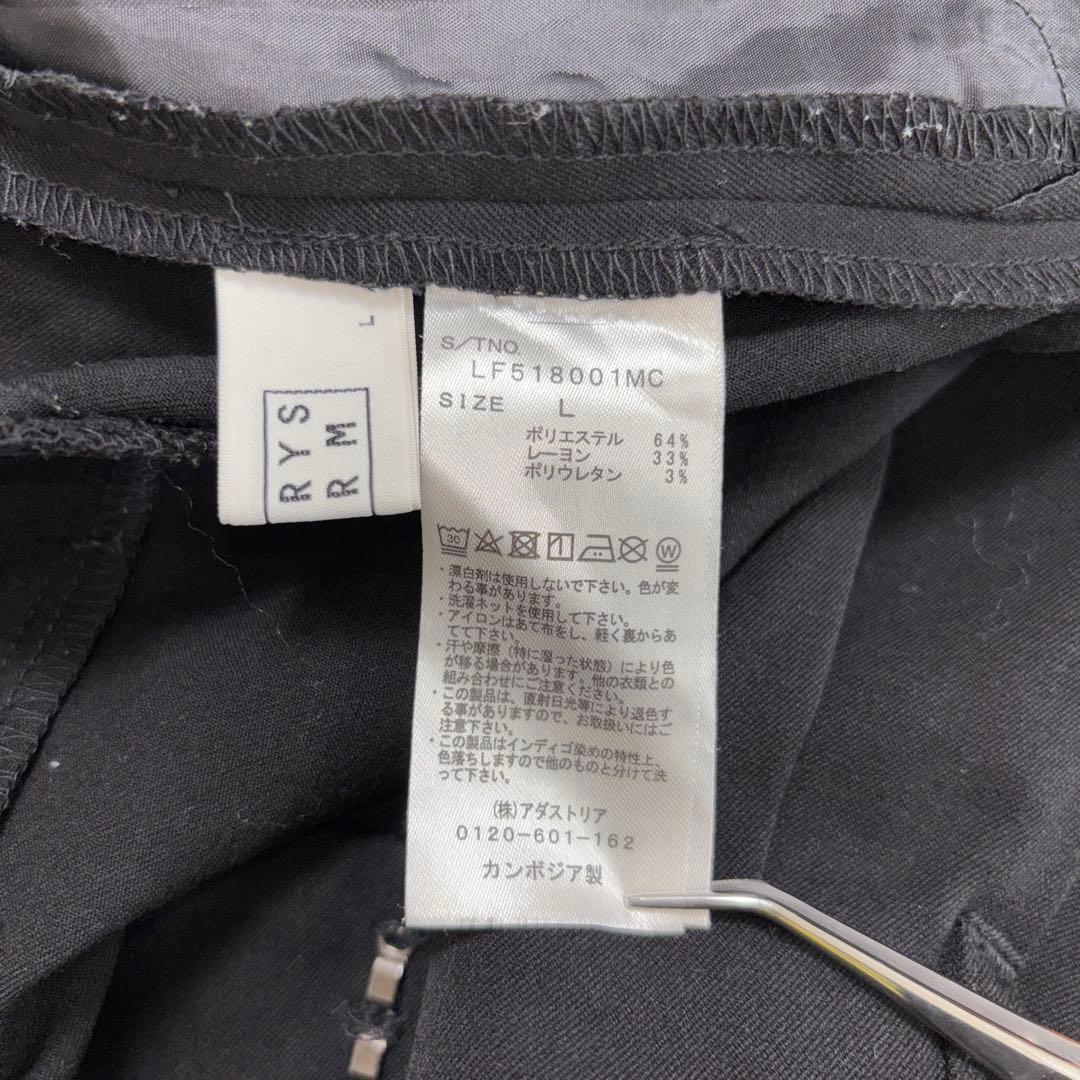 L
RYS
RM
S/TNO
LF518001MC
SIZE L
ポリエステル 64%
レーヨン 33%
ポリウレタン 3%
30
W
・漂白剤は使用しないで下さい。色が変
わる事があります。
・洗濯ネットを使用して下さい。
・アイロンはあて布をし、軽く裏からあ
てて下さい。
・汗や摩擦(特に湿った状態)により色
が移る場合があります。他の衣類との
組み合わせにご注意ください。
・この製品は、直射日光等により退色す
る事がありますので、お取扱いにはご
注意下さい。
・この製品はインディゴ染めの特性上、
色落ちしますので他のものと分けて洗
って下さい。
(株)アダストリア
0120-601-162
カンボジア製